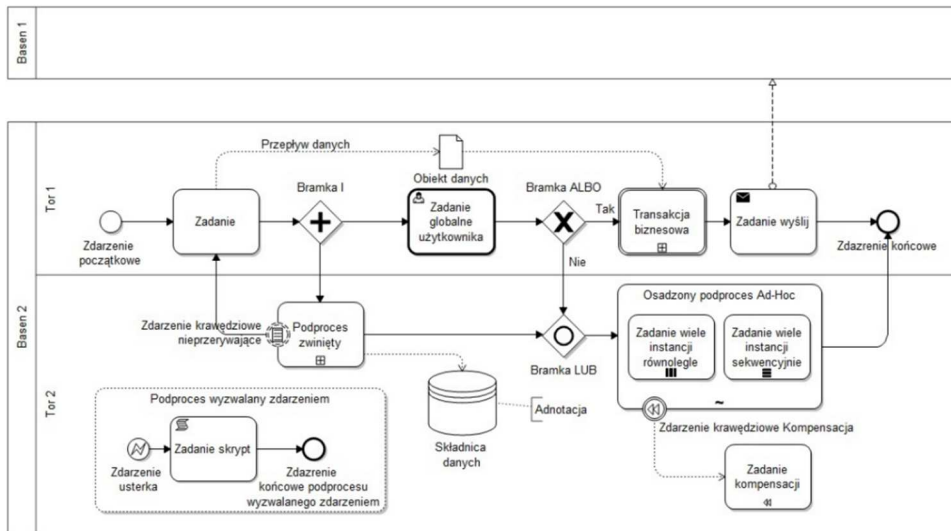 Basen 1
Basen 2
Tor 1
Przepływ danych
Obiekt danych
Bramka I
Bramka ALBO
Zadanie
Zadanie
globalne
użytkownika
Tak
Transakcja
biznesowa
Zadanie wyślij
Zdarzenie
początkowe
Zdazrenie końcowe
Nie
Tor 2
Zdarzenie krawędziowe
nieprzerywające
Podproces
zwinięty
Bramka LUB
Osadzony podproces Ad-Hoc
Zadanie wiele
instancji
równolegle
Zadanie wiele
instancji
sekwencyjnie
Składnica
danych
Adnotacja
Zdarzenie krawędziowe Kompensacja
Zadanie
kompensacji
Podproces wyzwalany zdarzeniem
Zadanie skrypt
Zdarzenie
usterka
Zdazrenie
końcowe podprocesu
wyzwalanego zdarzeniem